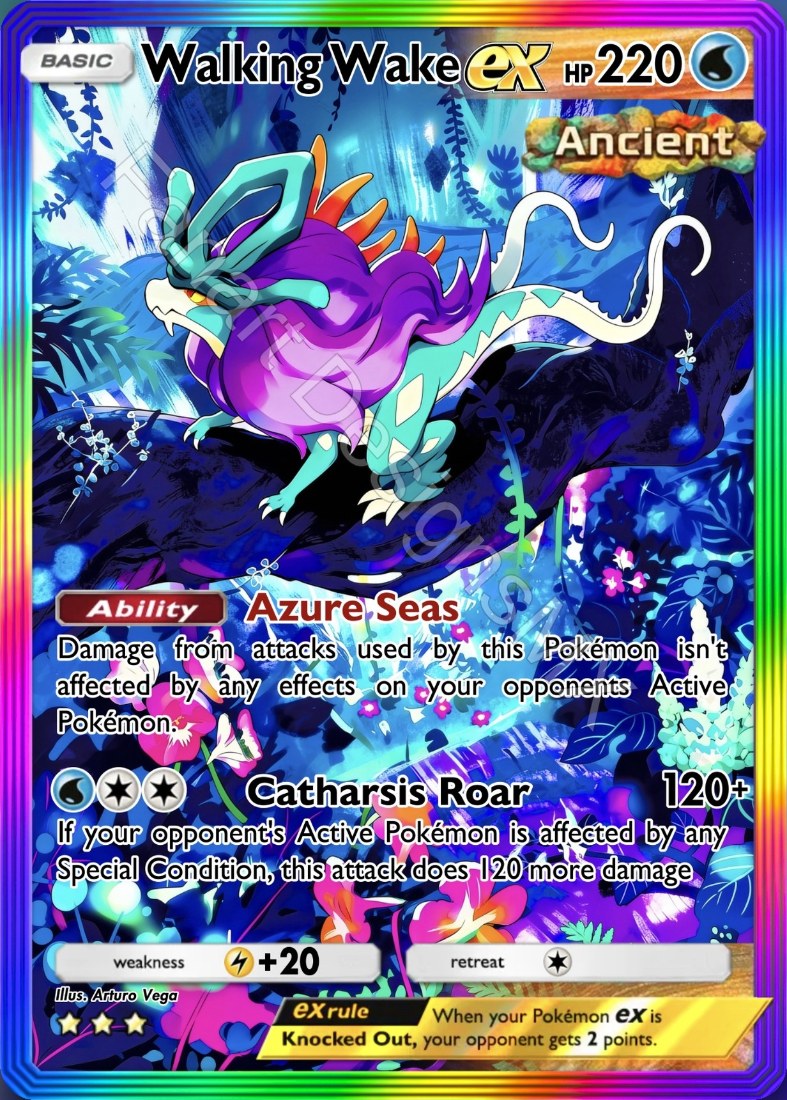 BASIC
Walking Wake ex HP 220
Ancient
Ability Azure Seas
Damage from attacks used by this Pokémon isn't
affected by any effects on your opponents Active
Pokémon.
Catharsis Roar 120+
If your opponent's Active Pokémon is affected by any
Special Condition, this attack does 120 more damage
weakness +20 retreat
Illus. Arturo Vega
ex rule When your Pokémon ex is
Knocked Out, your opponent gets 2 points.